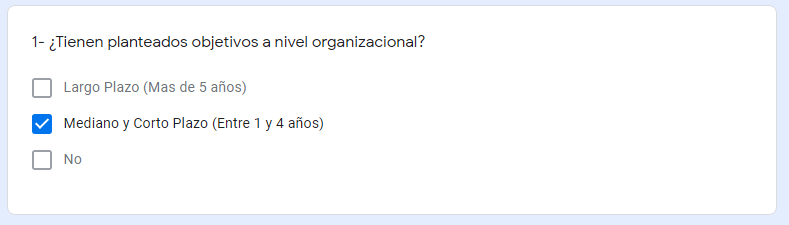 1- ¿Tienen planteados objetivos a nivel organizacional?
Largo Plazo (Mas de 5 años)
Mediano y Corto Plazo (Entre 1 y 4 años)
No